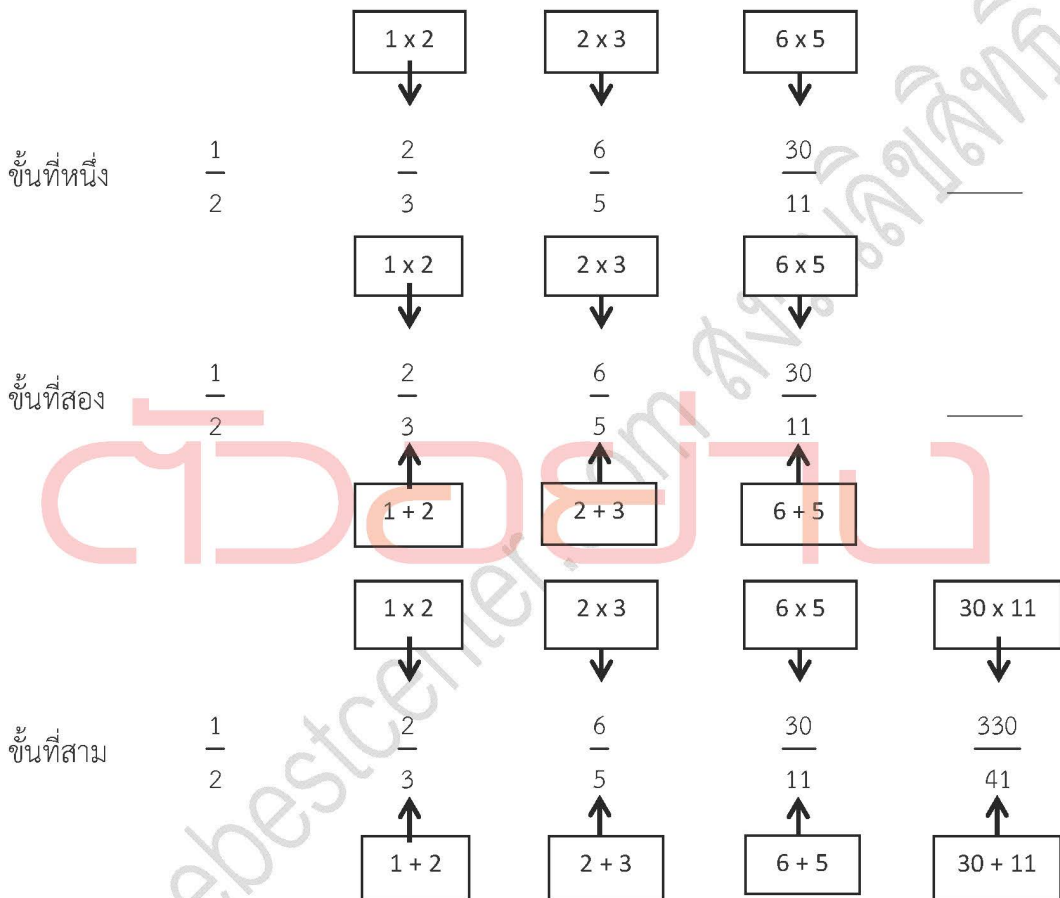 1 x 2 2 x 3 6 x 5
1 2 6 30
ขั้นที่หนึ่ง
2 3 5 11
1 x 2 2 x 3 6 x 5
1 2 6 30
ขั้นที่สอง
2 3 5 11
ตัวอย่าง
1 + 2 2 + 3 6 + 5
1 x 2 2 x 3 6 x 5 30 x 11
1 2 6 30 330
ขั้นที่สาม
2 3 5 11 41
1 + 2 2 + 3 6 + 5 30 + 11